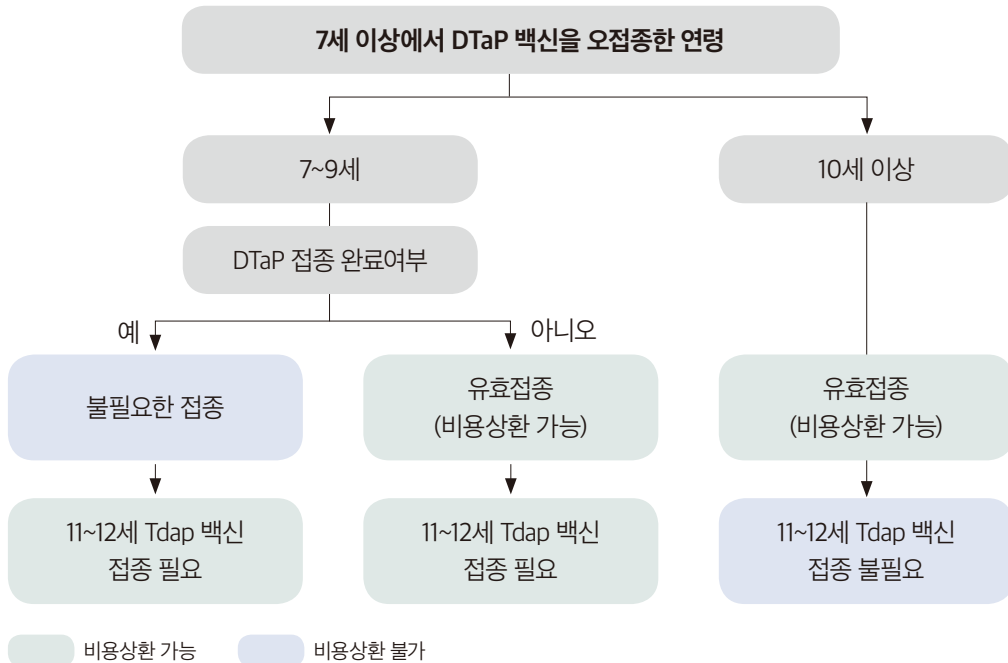 7세 이상에서 DTaP 백신을 오접종한 연령
7~9세
10세 이상
DTaP 접종 완료여부
예
아니오
불필요한 접종
유효접종
(비용상환 가능)
유효접종
(비용상환 가능)
11~12세 Tdap 백신
접종 필요
11~12세 Tdap 백신
접종 필요
11~12세 Tdap 백신
접종 불필요
비용상환 가능
비용상환 불가